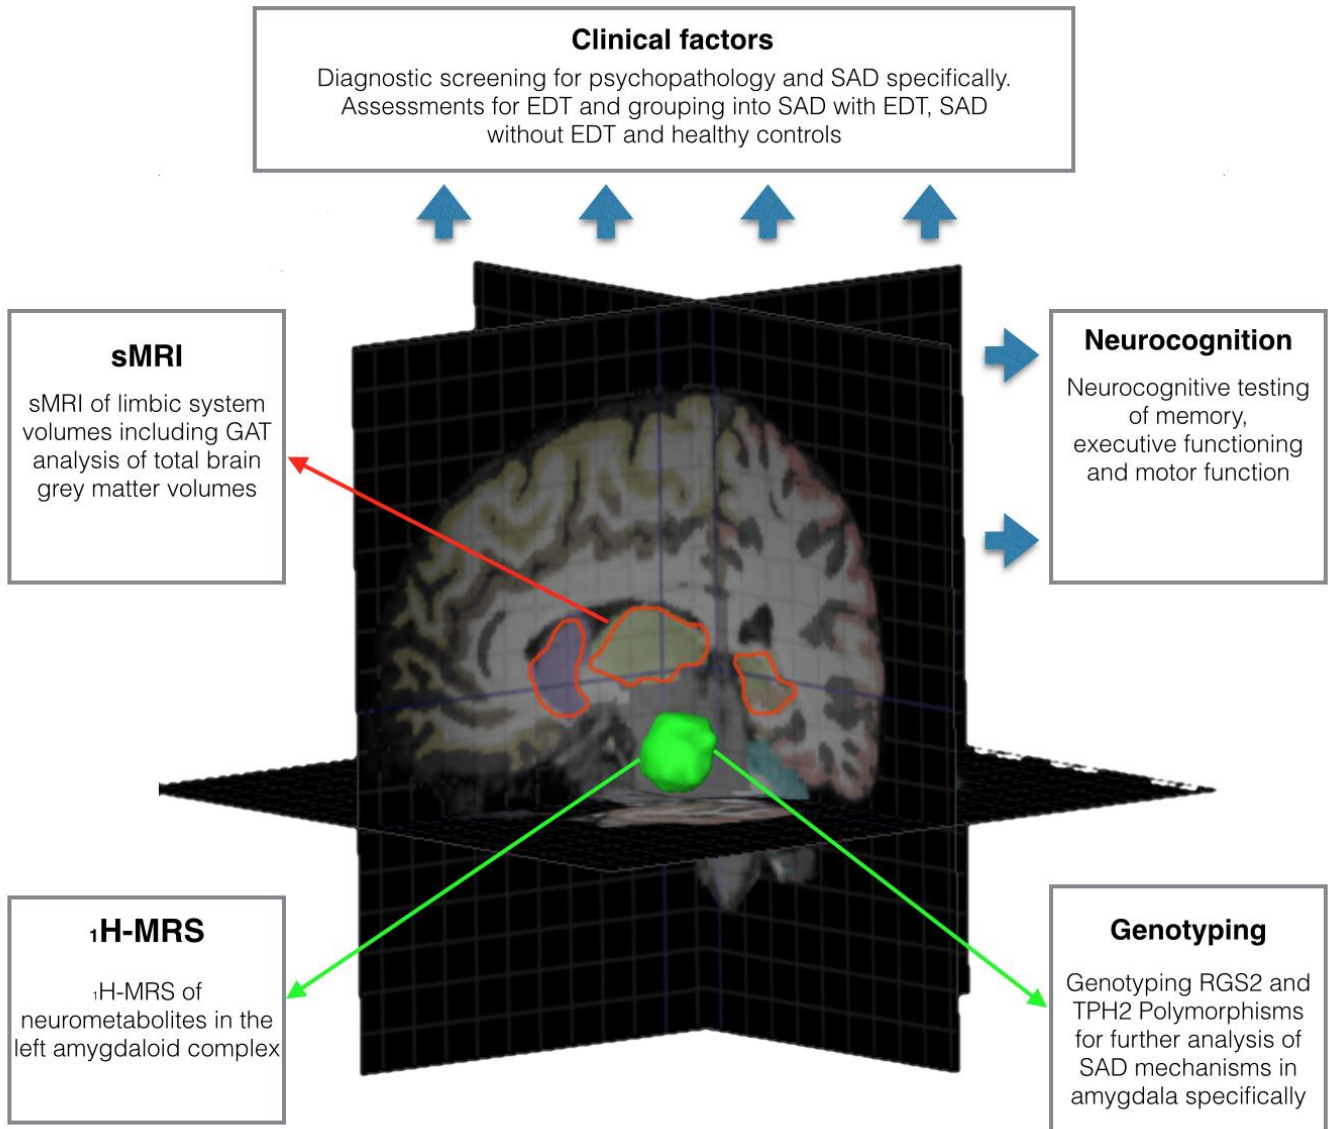 Clinical factors
Diagnostic screening for psychopathology and SAD specifically.
Assessments for EDT and grouping into SAD with EDT, SAD
without EDT and healthy controls
sMRI
sMRI of limbic system
volumes including GAT
analysis of total brain
grey matter volumes
Neurocognition
Neurocognitive testing
of memory,
executive functioning
and motor function
₁H-MRS
₁H-MRS of
neurometabolites in the
left amygdaloid complex
Genotyping
Genotyping RGS2 and
TPH2 Polymorphisms
for further analysis of
SAD mechanisms in
amygdala specifically